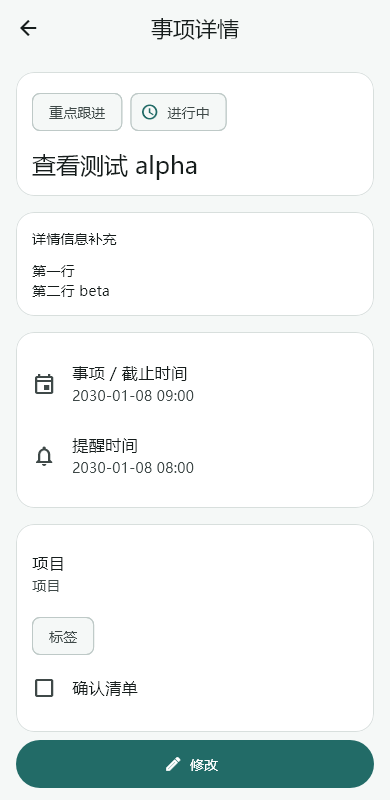 事项详情
重点跟进
进行中
查看测试 alpha
详情信息补充
第一行
第二行 beta
事项 / 截止时间
2030-01-08 09:00
提醒时间
2030-01-08 08:00
项目
项目
标签
确认清单
修改